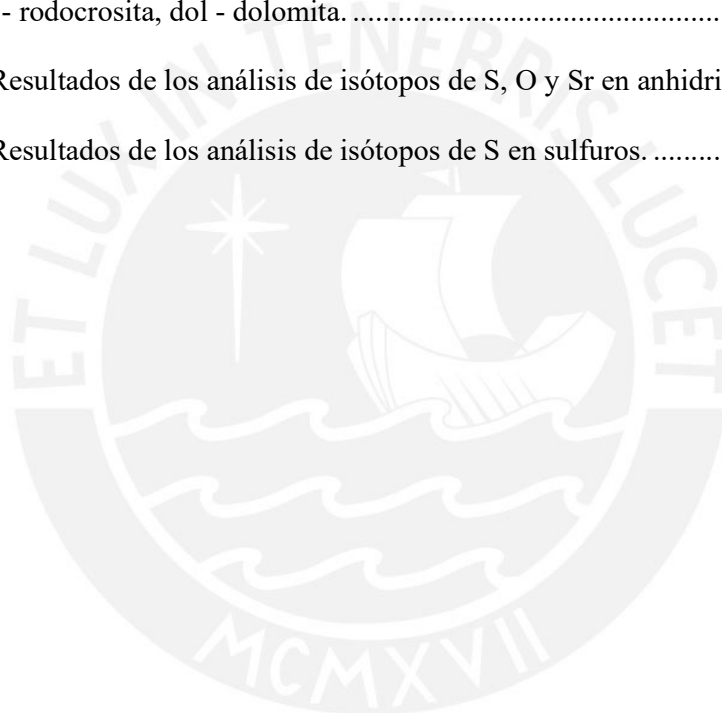 - rodocrosita, dol - dolomita. ................................................
Resultados de los análisis de isótopos de S, O y Sr en
Resultados de los análisis de isótopos de S en sulfuros. .........
ET LUX IN TENEBRIS LUCET
MCMXVII